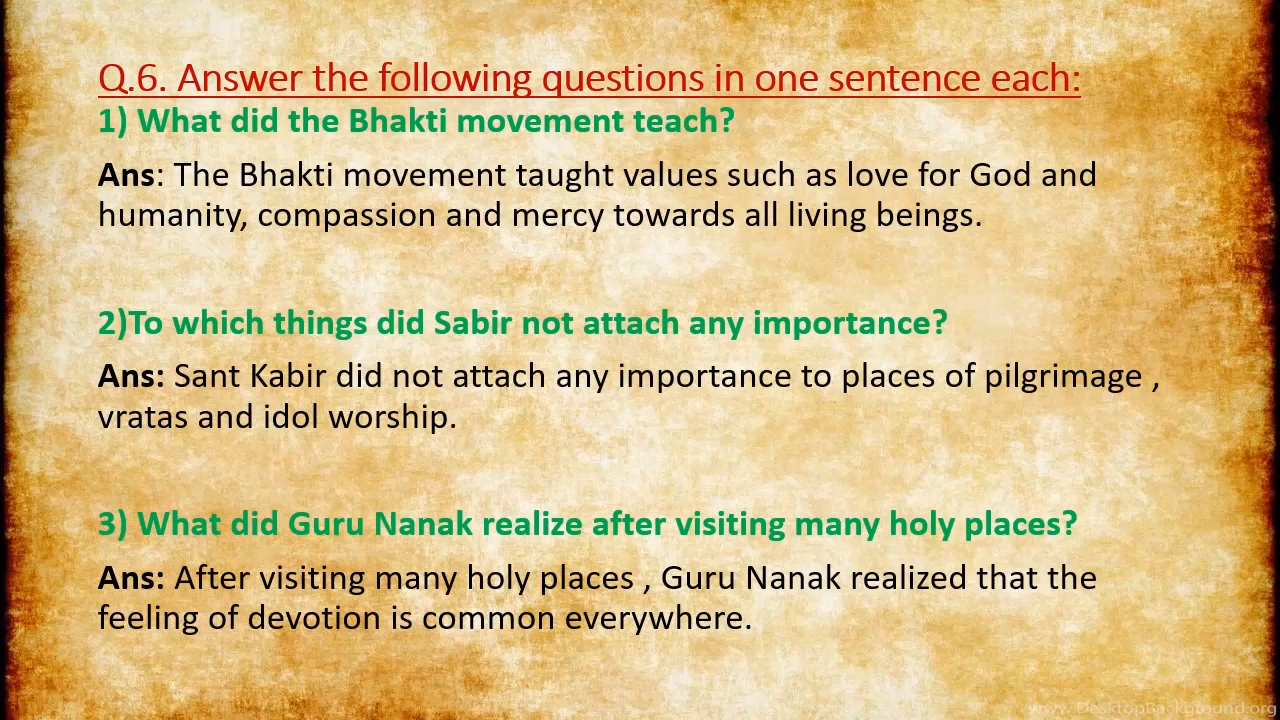 Q.6. Answer the following questions in one sentence each:
1) What did the Bhakti movement teach?
Ans: The Bhakti movement taught values such as love for God and
humanity, compassion and mercy towards all living beings.
2)To which things did Sabir not attach any importance?
Ans: Sant Kabir did not attach any importance to places of pilgrimage ,
vratas and idol worship.
3) What did Guru Nanak realize after visiting many holy places?
Ans: After visiting many holy places , Guru Nanak realized that the
feeling of devotion is common everywhere.
www.DesktopBackground.org